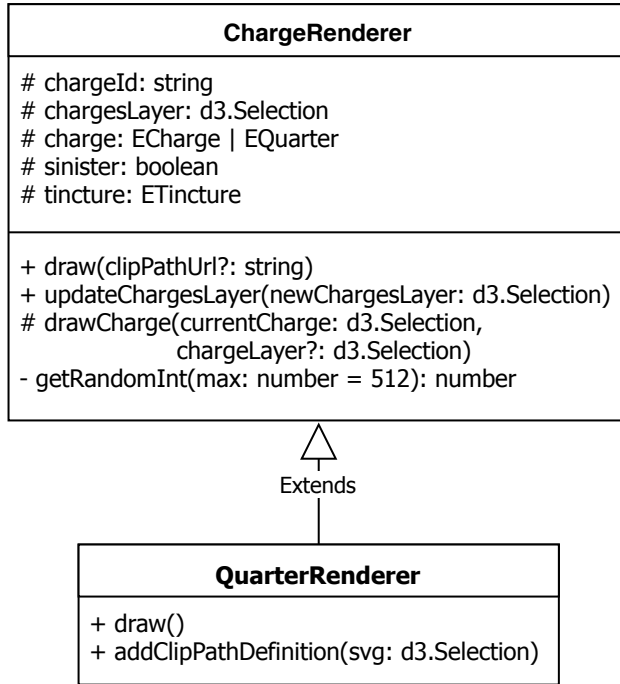 ChargeRenderer
# chargeId: string
# chargesLayer: d3.Selection
# charge: ECharge | EQuarter
# sinister: boolean
# tincture: ETincture
+ draw(clipPathUrl?: string)
+ updateChargesLayer(newChargesLayer: d3.Selection)
# drawCharge(currentCharge: d3.Selection,
chargeLayer?: d3.Selection)
- getRandomInt(max: number = 512): number
Extends
QuarterRenderer
+ draw()
+ addClipPathDefinition(svg: d3.Selection)